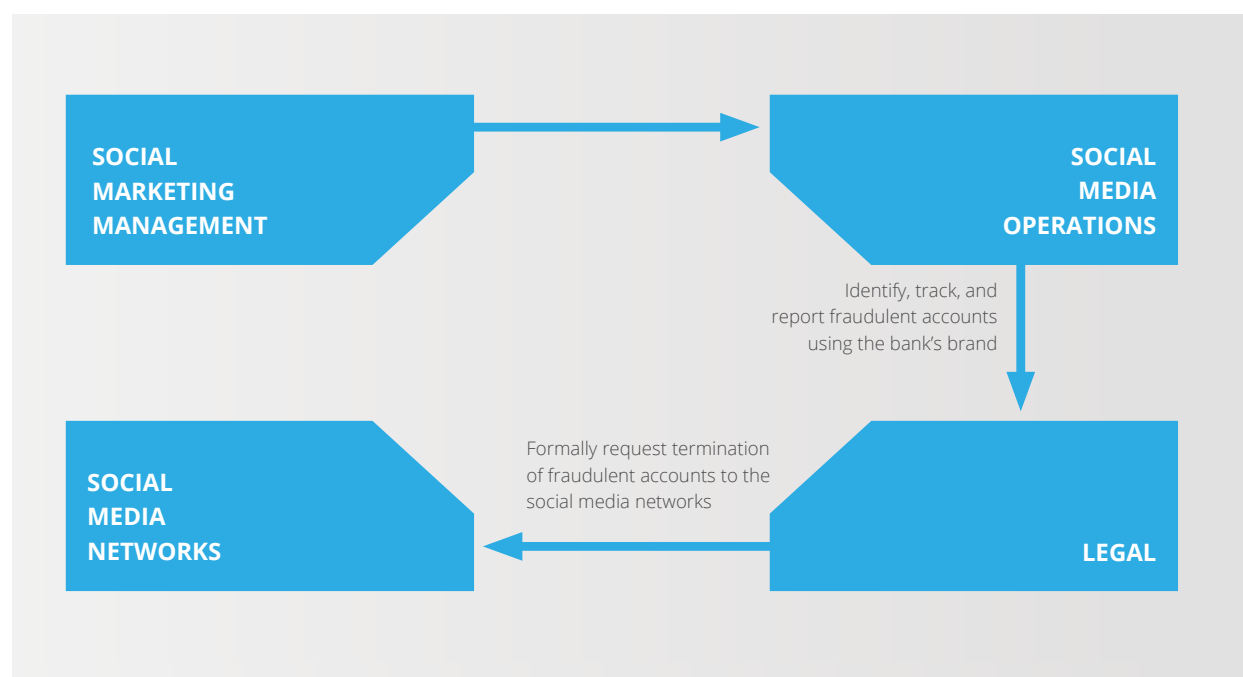 SOCIAL
MARKETING
MANAGEMENT
SOCIAL
MEDIA
OPERATIONS
Identify, track, and
report fraudulent accounts
using the bank’s brand
LEGAL
Formally request termination
of fraudulent accounts to the
social media networks
SOCIAL
MEDIA
NETWORKS